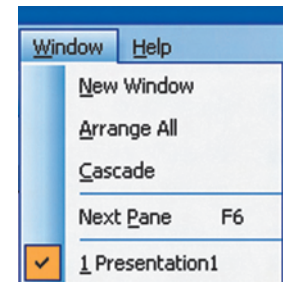 Window Help
New Window
Arrange All
Cascade
Next Pane F6
1 Presentation1